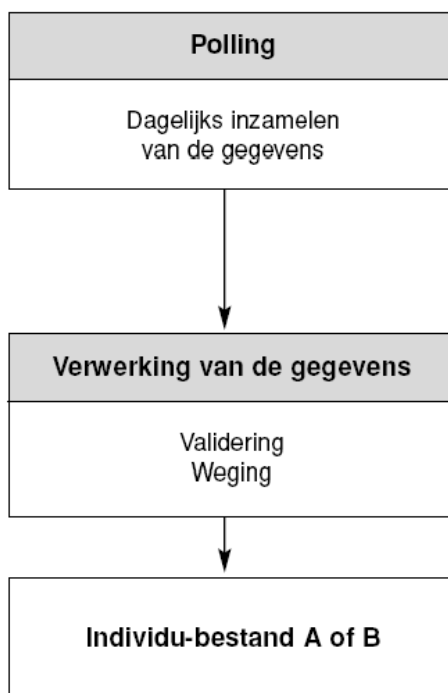 Polling
Dagelijks inzamelen
van de gegevens
Verwerking van de gegevens
Validering
Weging
Individu-bestand A of B